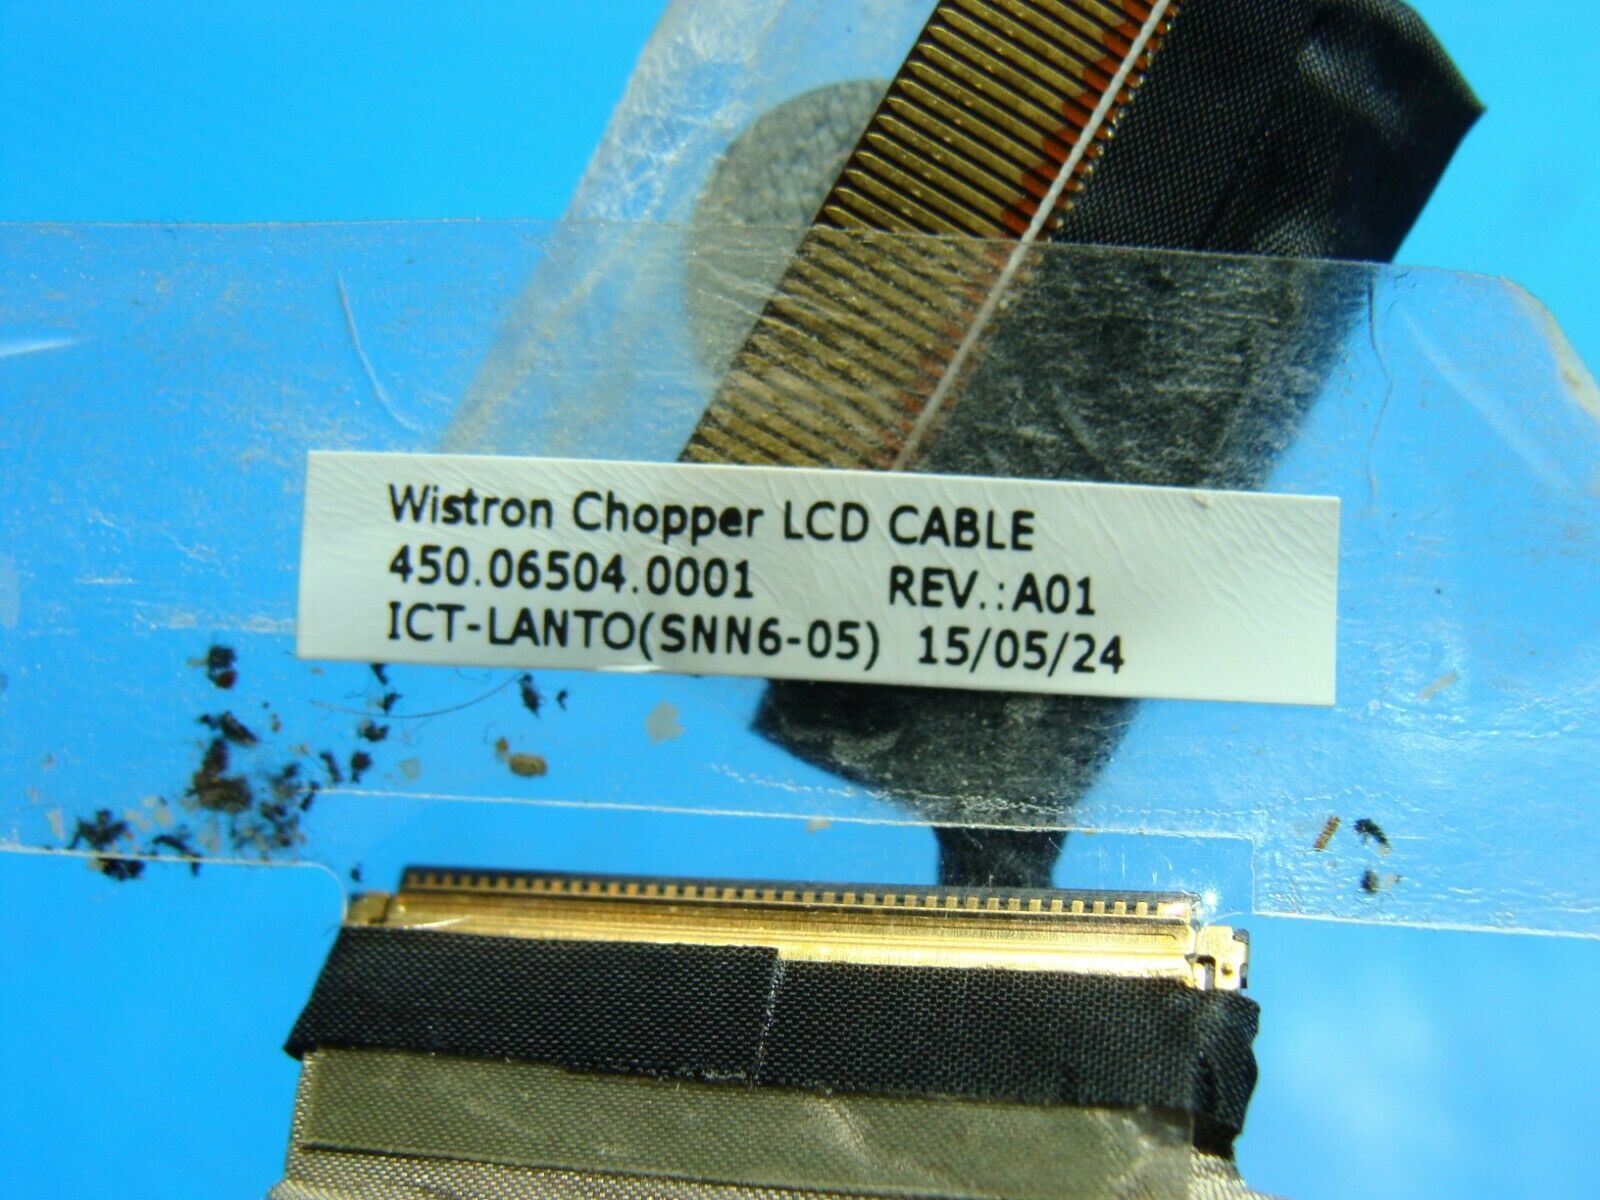 Wistron Chopper LCD CABLE
450.06504.0001 REV.:A01
ICT-LANTO(SNN6-05) 15/05/24